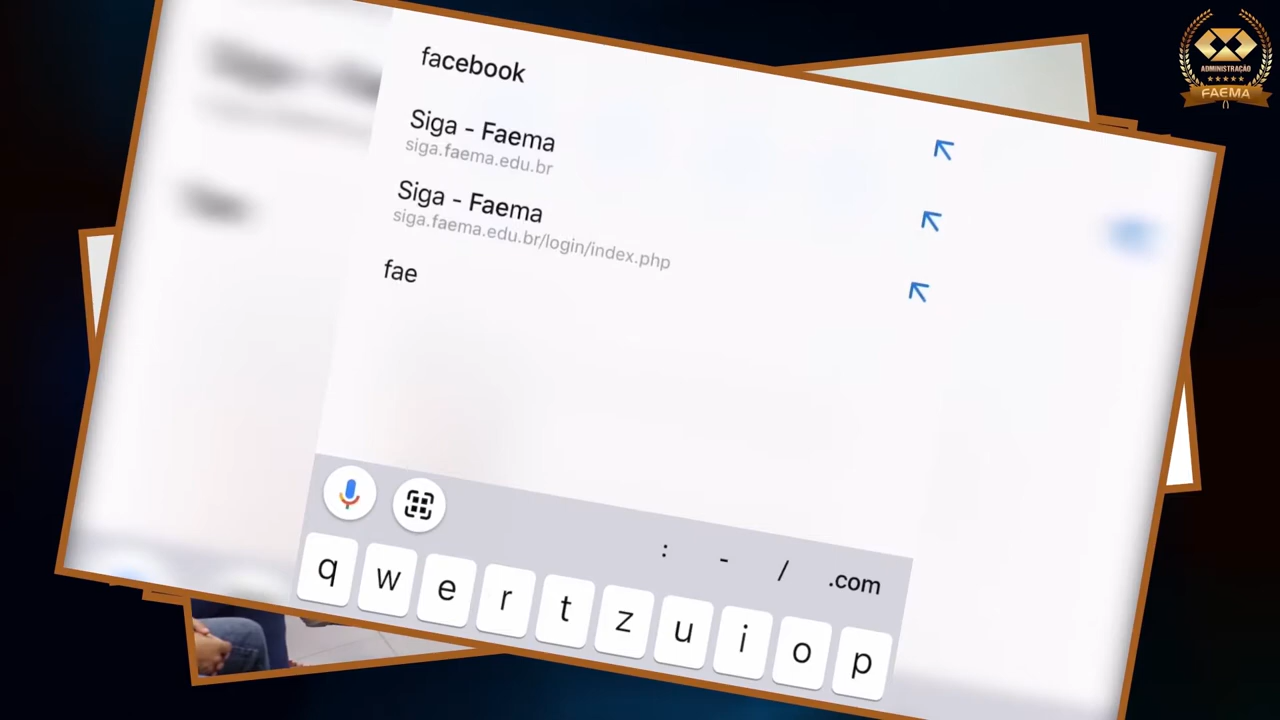 facebook
Siga - Faema
siga.faema.edu.br
Siga - Faema
siga.faema.edu.br/login/index.php
fae
: - / .com
q w e r t z u i o p
ADMINISTRAÇÃO
FAEMA